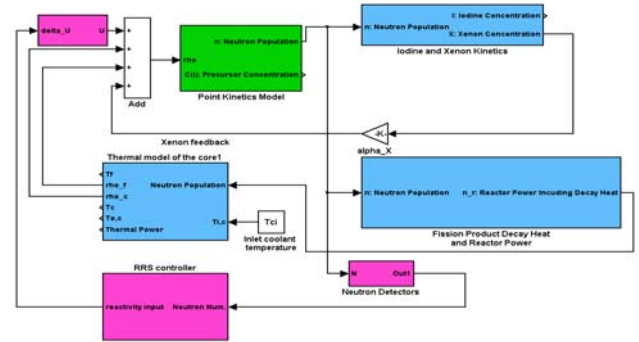 delta_U
U
+
+
+
+
Add
n: Neutron Population
rho
C(i): Precursor Concentration
Point Kinetics Model
I: Iodine Concentration
n: Neutron Population
X: Xenon Concentration
Iodine and Xenon Kinetics
-K-
alpha_X
Xenon feedback
Thermal model of the core1
Tf
rho_f
Neutron Population
rho_c
Tc
To,c
Ti,c
Thermal Power
Tci
Inlet coolant
temperature
n: Neutron Population
n_r: Reactor Power Incuding Decay Heat
Fission Product Decay Heat
and Reactor Power
RRS controller
reactivity input
Neutron Num.
N
Out1
Neutron Detectors